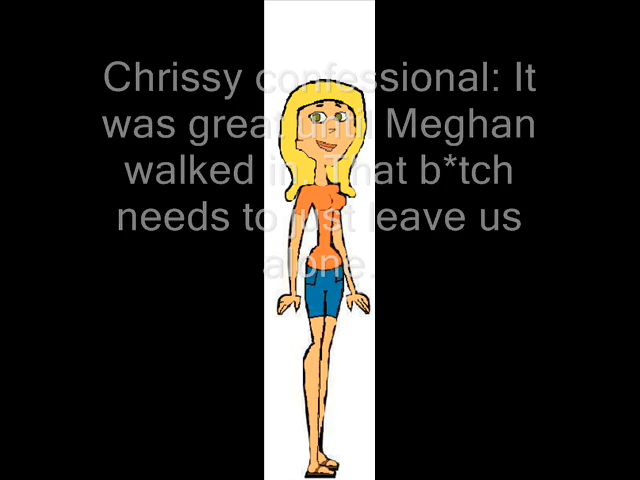 Chrissy confessional: It
was great until Meghan
walked in. That b*tch
needs to just leave us
alone.